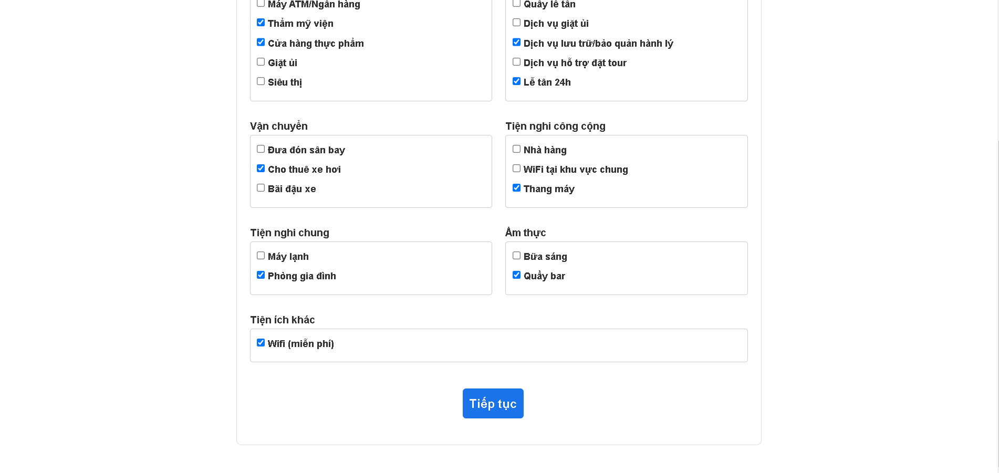 Máy ATM/Ngân hàng
Thẩm mỹ viện
Cửa hàng thực phẩm
Giặt ủi
Siêu thị
Quầy lễ tân
Dịch vụ giặt ủi
Dịch vụ lưu trữ/bảo quản hành lý
Dịch vụ hỗ trợ đặt tour
Lễ tân 24h
Vận chuyển
Đưa đón sân bay
Cho thuê xe hơi
Bãi đậu xe
Tiện nghi công cộng
Nhà hàng
WiFi tại khu vực chung
Thang máy
Tiện nghi chung
Máy lạnh
Phòng gia đình
Ẩm thực
Bữa sáng
Quầy bar
Tiện ích khác
Wifi (miễn phí)
Tiếp tục